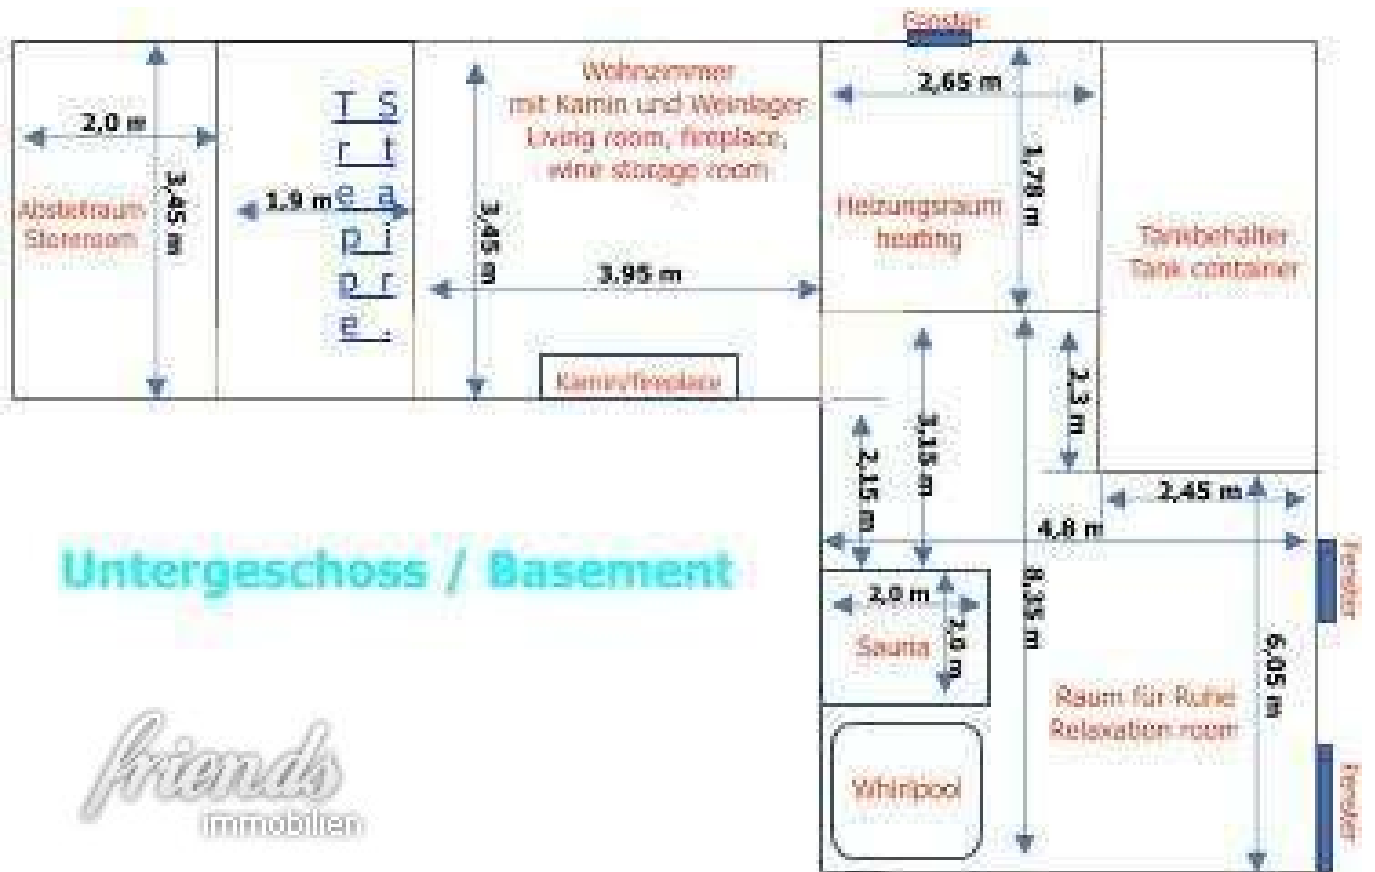 Fenster
2,0 m
3,45 m
Abstellraum
Storeroom
1,9 m
Treppe
Stair.
Wohnzimmer
mit Kamin und Weinlager
Living room, fireplace,
wine storage room
3,45 m
3,95 m
Kamin/fireplace
2,65 m
1,78 m
Heizungsraum
heating
Tankbehälter
Tank container
2,3 m
3,15 m
2,15 m
2,45 m
4,8 m
8,35 m
6,05 m
2,0 m
2,0 m
Sauna
Whirlpool
Raum für Ruhe
Relaxation room
Fenster
Fenster
Untergeschoss / Basement
friends
immobilien